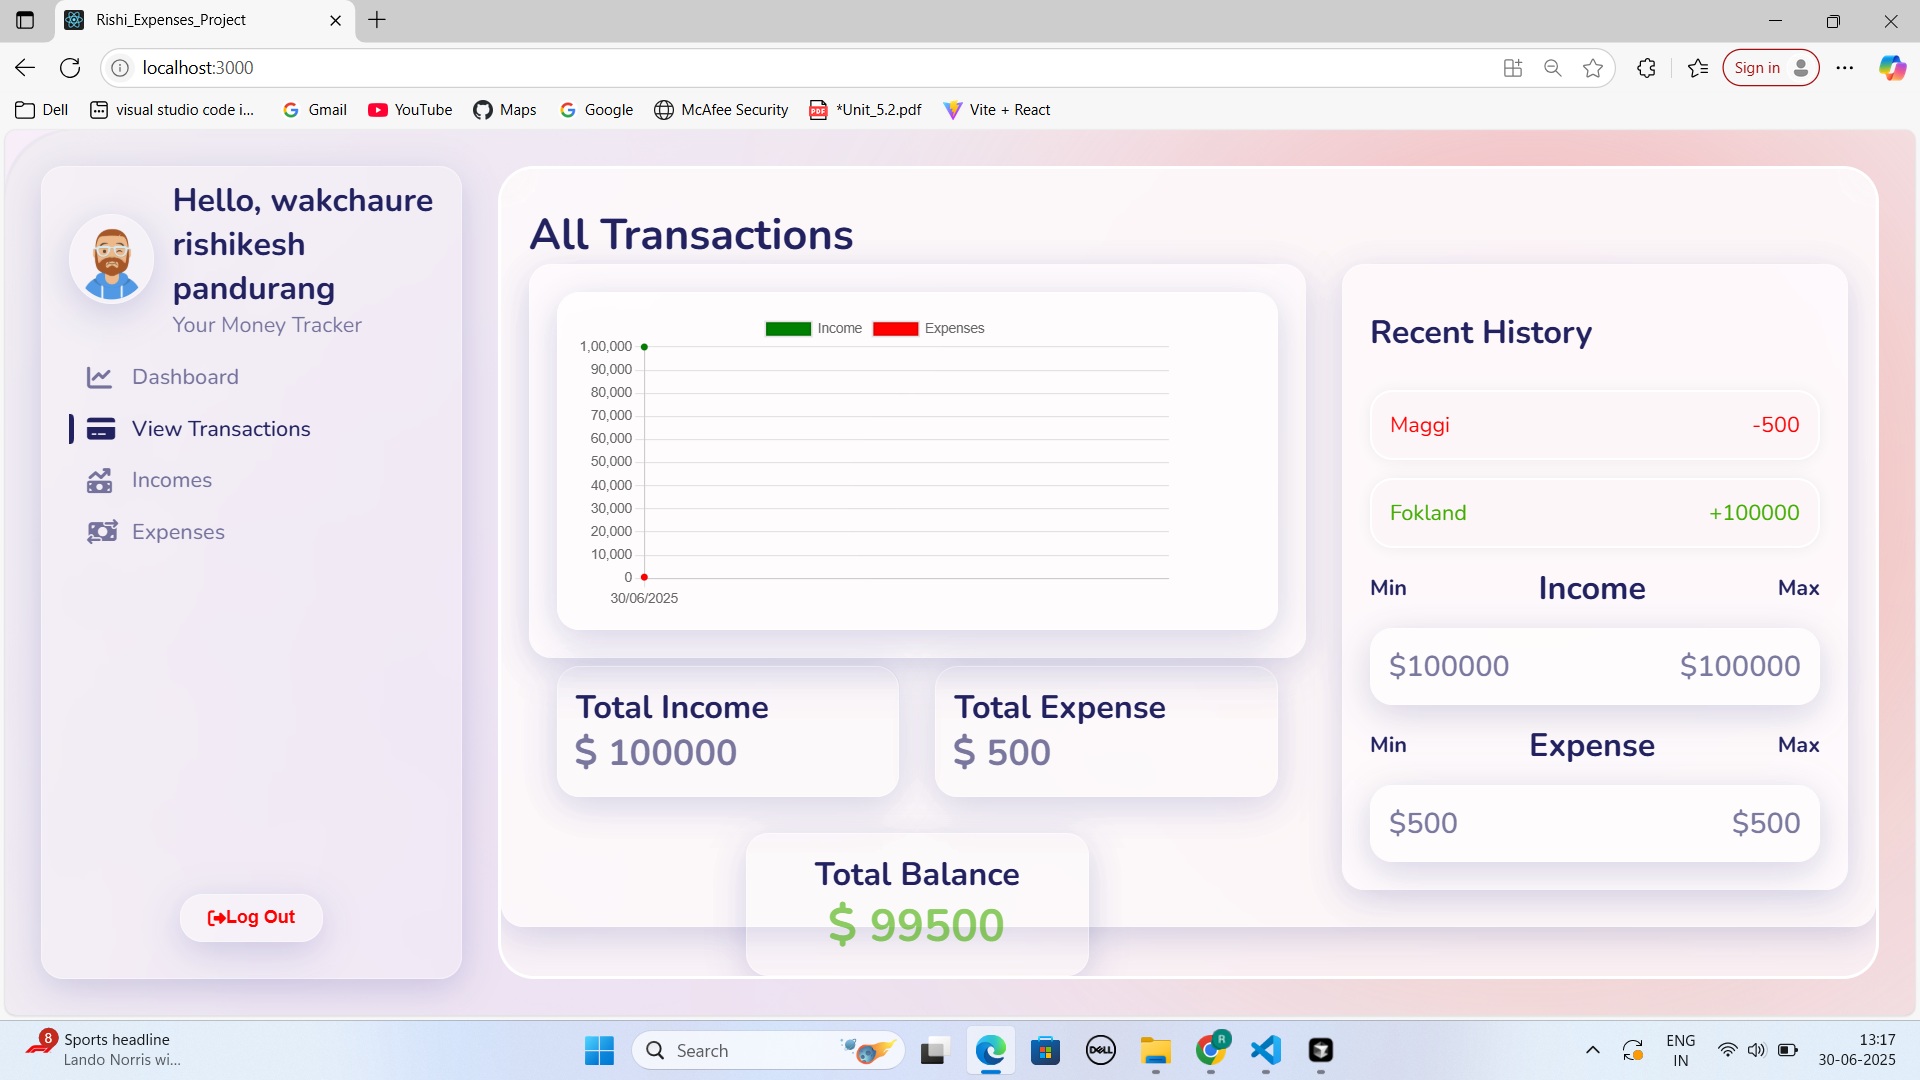 Rishi_Expenses_Project
localhost:3000
Sign in
Dell
visual studio code i...
Gmail
YouTube
Maps
Google
McAfee Security
PDF
*Unit_5.2.pdf
Vite + React
Hello, wakchaure
rishikesh
pandurang
Your Money Tracker
Dashboard
View Transactions
Incomes
Expenses
Log Out
All Transactions
Income
Expenses
1,00,000
90,000
80,000
70,000
60,000
50,000
40,000
30,000
20,000
10,000
0
30/06/2025
Total Income
$ 100000
Total Expense
$ 500
Total Balance
$ 99500
Recent History
Maggi -500
Fokland +100000
Min Income Max
$100000 $100000
Min Expense Max
$500 $500
8
Sports headline
Lando Norris wi...
Search
DELL
R
ENG
IN
13:17
30-06-2025